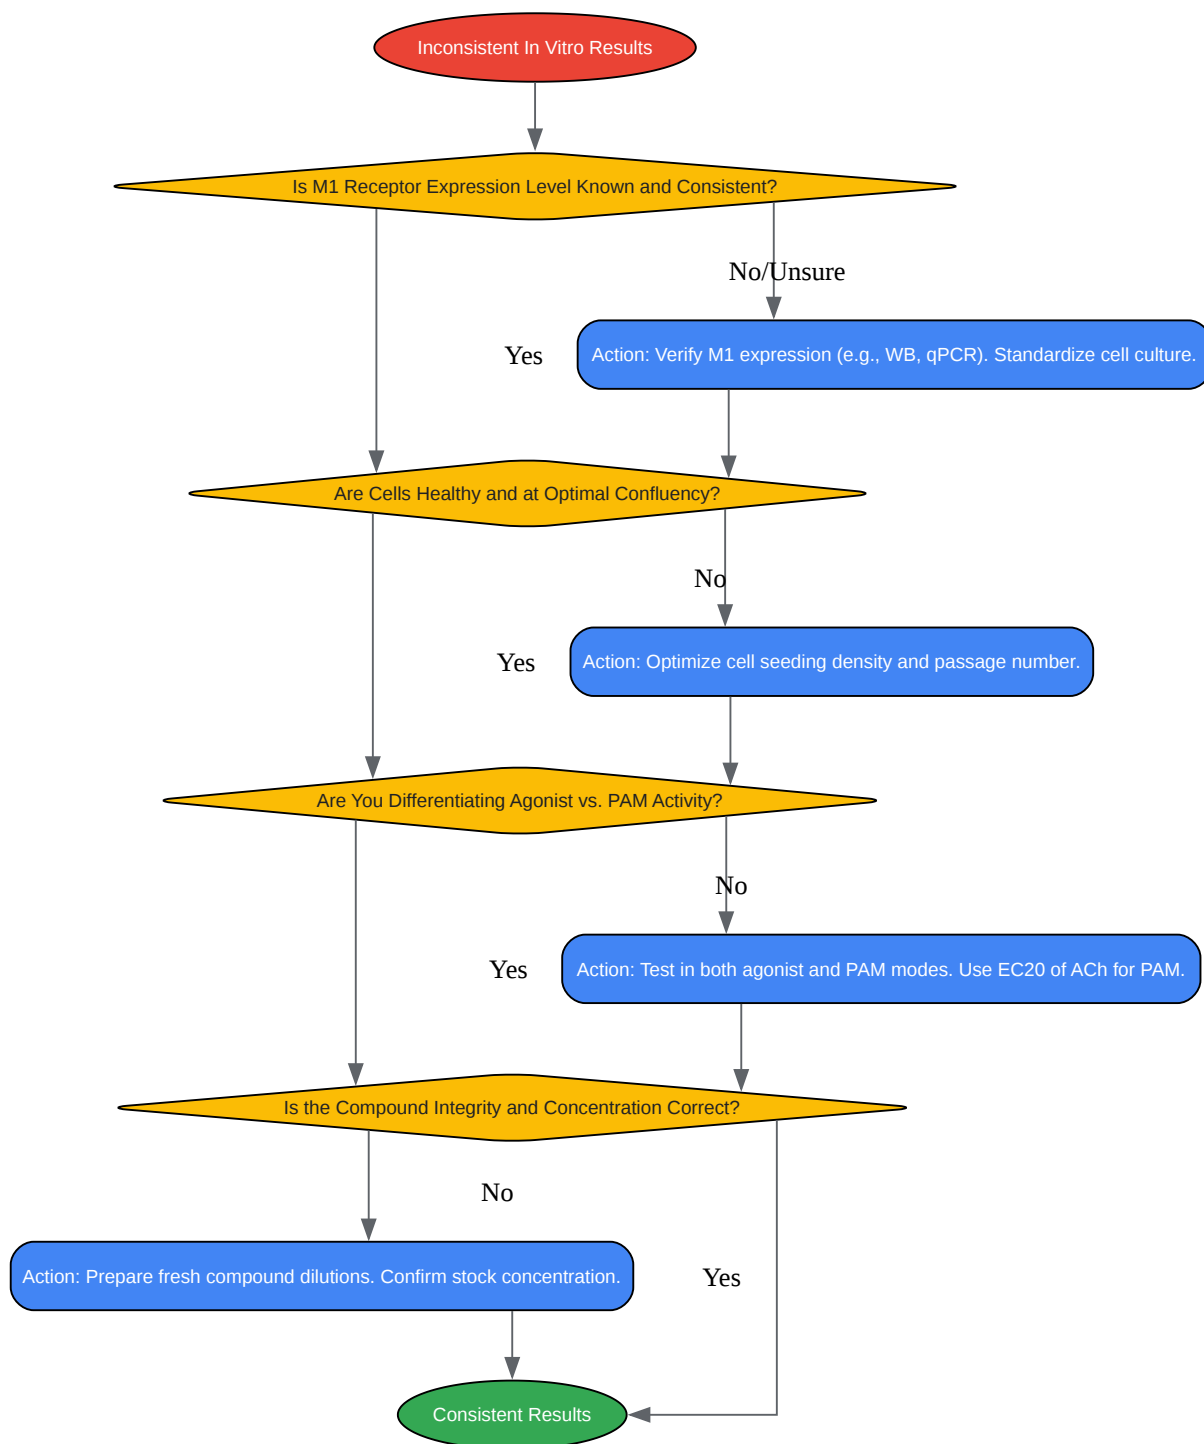 Inconsistent In Vitro Results
Is M1 Receptor Expression Level Known and Consistent?
No/Unsure
Yes
Action: Verify M1 expression (e.g., WB, qPCR). Standardize cell culture.
Are Cells Healthy and at Optimal Confluency?
No
Yes
Action: Optimize cell seeding density and passage number.
Are You Differentiating Agonist vs. PAM Activity?
No
Yes
Action: Test in both agonist and PAM modes. Use EC20 of ACh for PAM.
Is the Compound Integrity and Concentration Correct?
No
Action: Prepare fresh compound dilutions. Confirm stock concentration.
Yes
Consistent Results